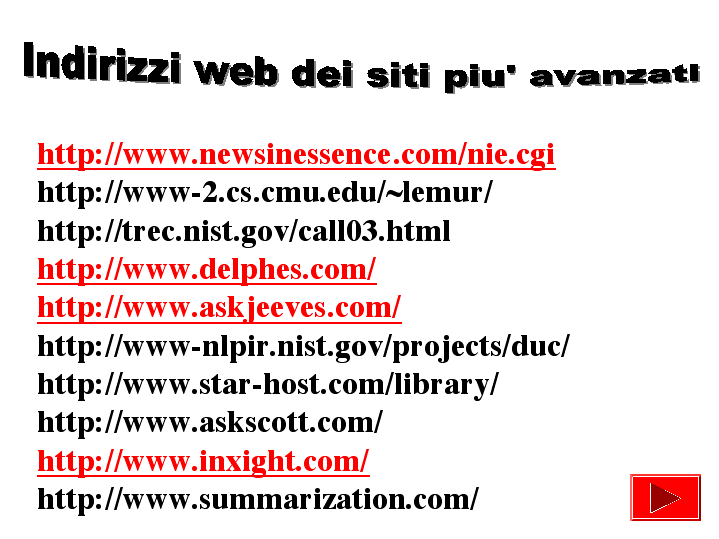 Indirizzi web dei siti piu' avanzati
http://www.newsinessence.com/nie.cgi
http://www-2.cs.cmu.edu/~lemur/
http://trec.nist.gov/call03.html
http://www.delphes.com/
http://www.askjeeves.com/
http://www-nlpir.nist.gov/projects/duc/
http://www.star-host.com/library/
http://www.askscott.com/
http://www.inxight.com/
http://www.summarization.com/